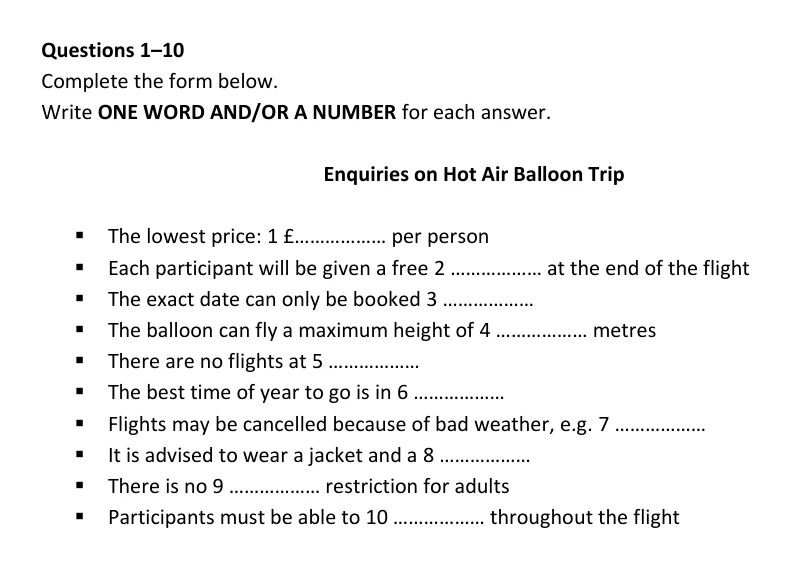 Questions 1–10
Complete the form below.
Write ONE WORD AND/OR A NUMBER for each answer.
Enquiries on Hot Air Balloon Trip
▪ The lowest price: 1 £……………… per person
▪ Each participant will be given a free 2 ……………… at the end of the flight
▪ The exact date can only be booked 3 ………………
▪ The balloon can fly a maximum height of 4 ……………… metres
▪ There are no flights at 5 ………………
▪ The best time of year to go is in 6 ………………
▪ Flights may be cancelled because of bad weather, e.g. 7 ………………
▪ It is advised to wear a jacket and a 8 ………………
▪ There is no 9 ……………… restriction for adults
▪ Participants must be able to 10 ……………… throughout the flight